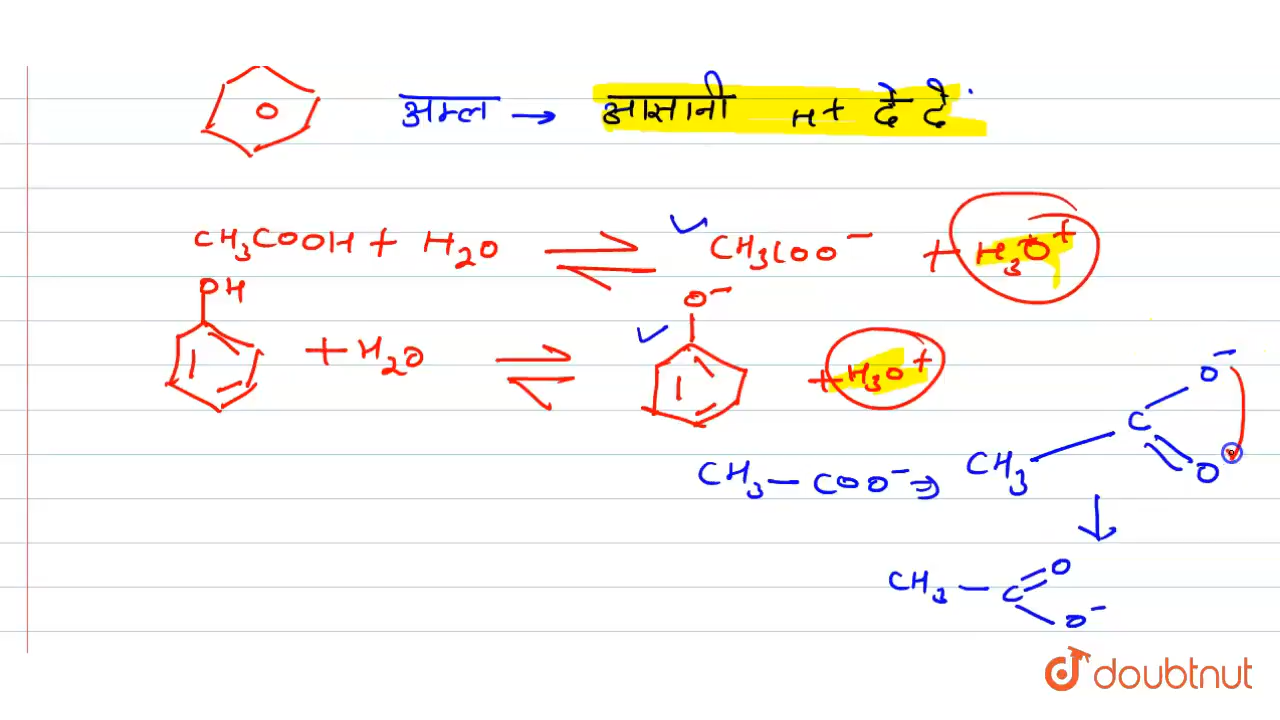 अम्ल → आसानी H+ दे दे
CH3COOH + H2O ⇌ CH3COO− + H3O+
OH O−
+ H2O ⇌ + H3O+
O−
C
CH3 − COO− ⇒ CH3 O
CH3 − C O
O−
doubtnut